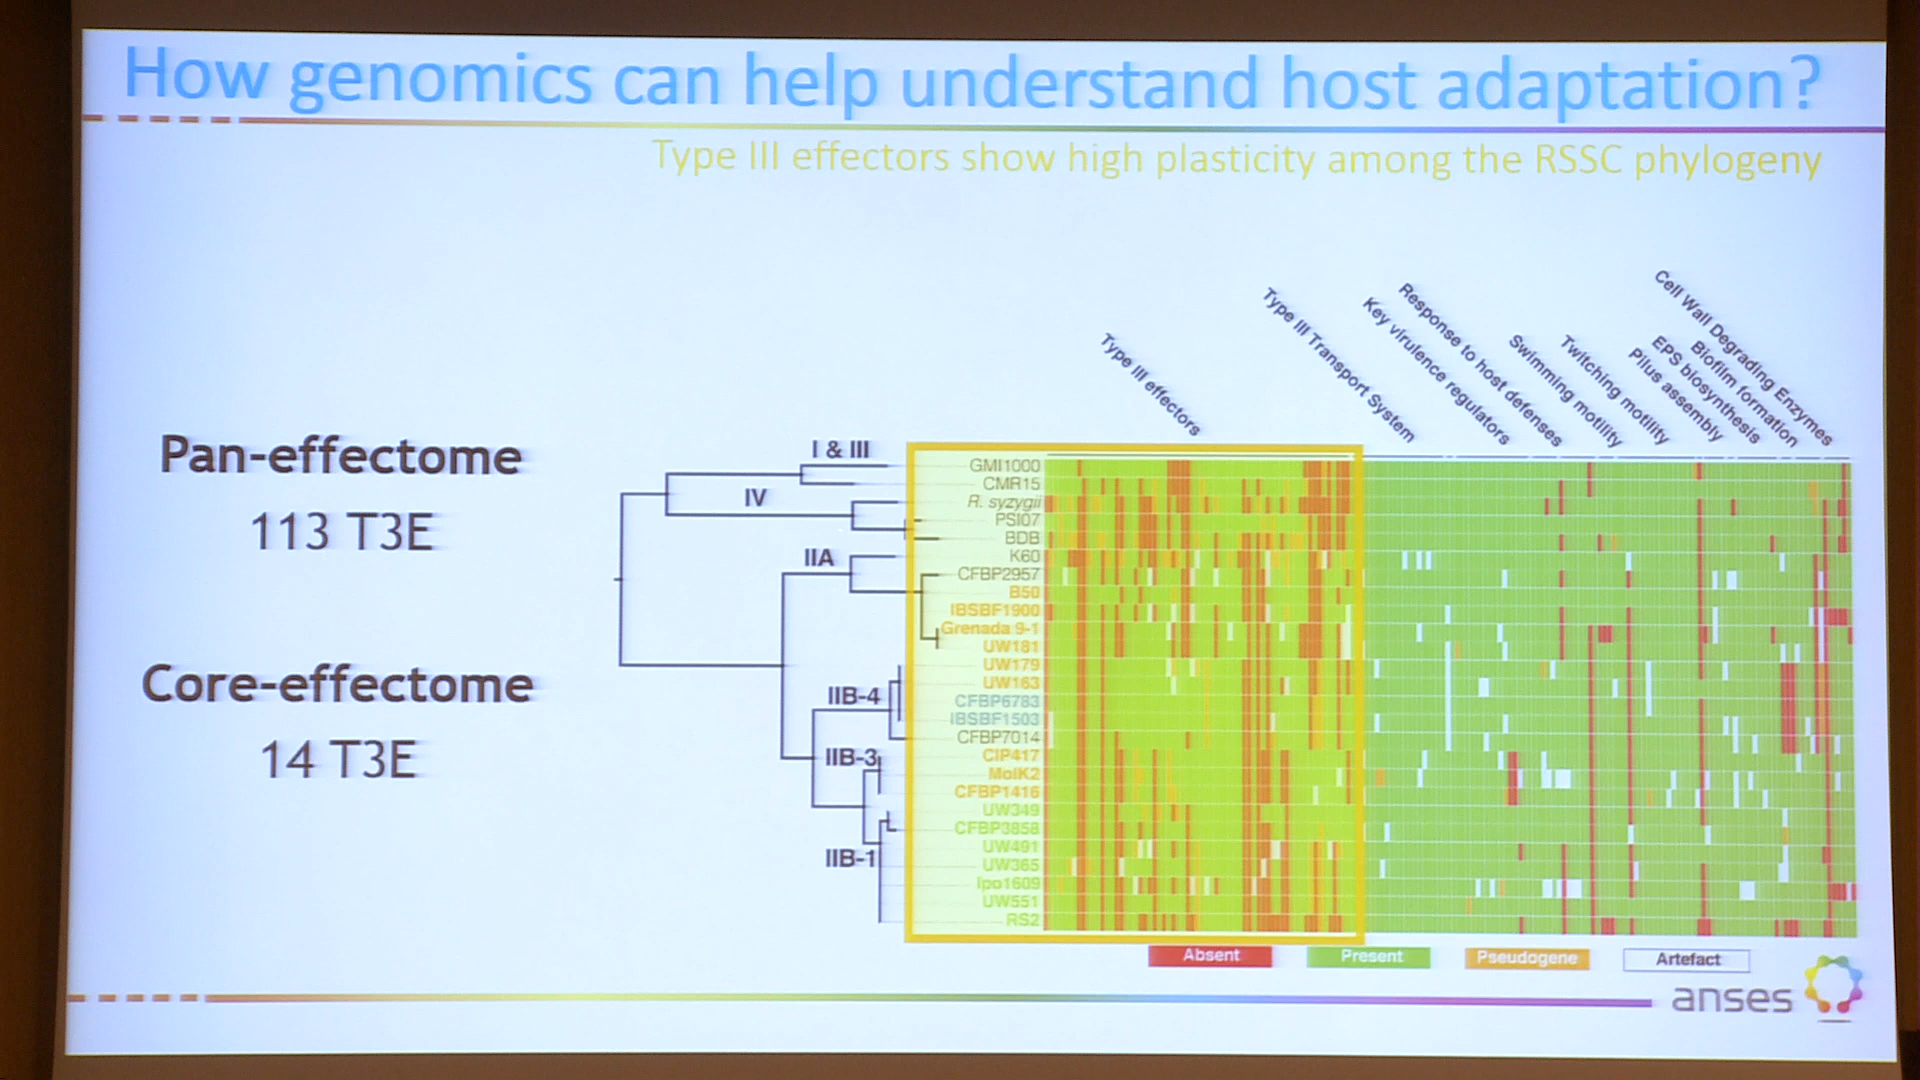 How genomics can help understand host adaptation?
Type III effectors show high plasticity among the RSSC phylogeny
Type III effectors
Type III Transport System
Key virulence regulators
Response to host defenses
Swimming motility
Twitching motility
Pilus assembly
EPS biosynthesis
Biofilm formation
Cell Wall Degrading Enzymes
Pan-effectome
113 T3E
Core-effectome
14 T3E
I & III
IV
IIA
IIB-4
IIB-3
IIB-1
GMI1000
CMR15
R. syzygii
PSI07
BDB
K60
CFBP2957
B50
IBSBF1900
Grenada 9-1
UW181
UW179
UW163
CFBP6783
IBSBF1503
CFBP7014
CIP417
MolK2
CFBP1416
UW349
CFBP3858
UW491
UW365
Ipo1609
UW551
RS2
Absent
Present
Pseudogene
Artefact
anses